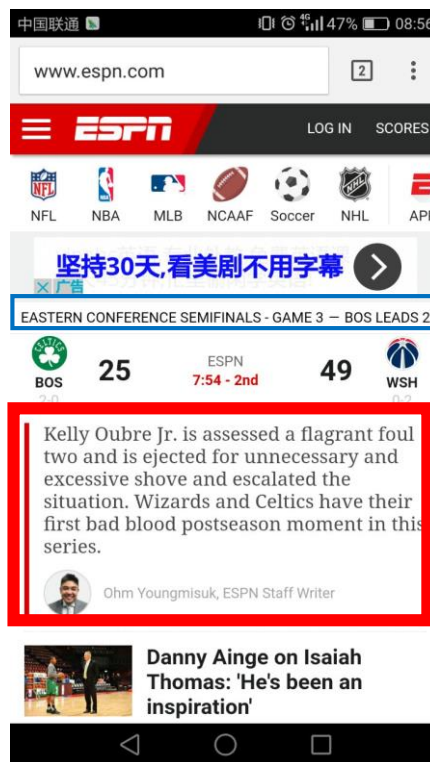 中国联通 4G 47% 08:56
www.espn.com 2
ESPN LOG IN SCORES
NFL NBA MLB NCAAF Soccer NHL
坚持30天,看美剧不用字幕
广告
EASTERN CONFERENCE SEMIFINALS - GAME 3 — BOS LEADS 2
BOS 25 ESPN 49 WSH
7:54 - 2nd
2-0 0-2
Kelly Oubre Jr. is assessed a flagrant foul
two and is ejected for unnecessary and
excessive shove and escalated the
situation. Wizards and Celtics have their
first bad blood postseason moment in this
series.
Ohm Youngmisuk, ESPN Staff Writer
Danny Ainge on Isaiah
Thomas: 'He's been an
inspiration'